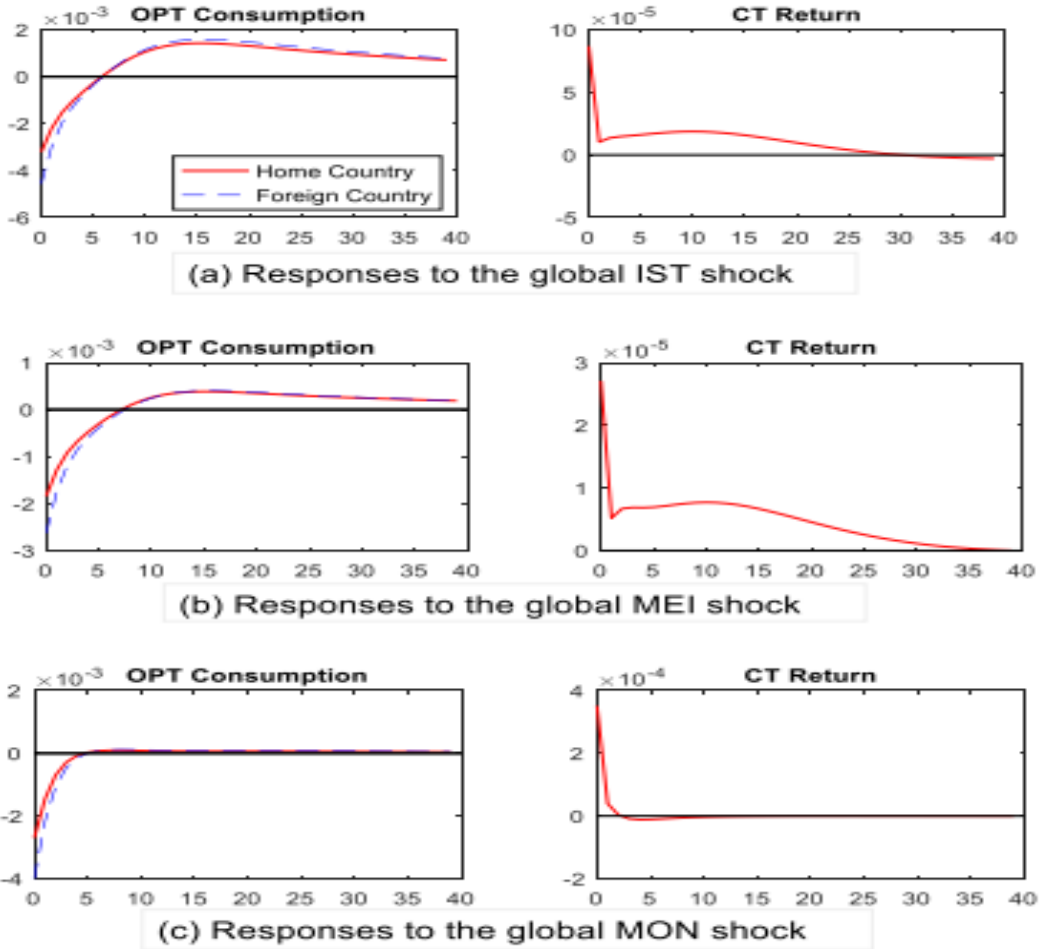 ×10⁻³ OPT Consumption
2
0
-2
-4
-6
0 5 10 15 20 25 30 35 40
Home Country
Foreign Country
×10⁻⁵ CT Return
10
5
0
-5
0 5 10 15 20 25 30 35 40
(a) Responses to the global IST shock
×10⁻³ OPT Consumption
1
0
-1
-2
-3
0 5 10 15 20 25 30 35 40
×10⁻⁵ CT Return
3
2
1
0
0 5 10 15 20 25 30 35 40
(b) Responses to the global MEI shock
×10⁻³ OPT Consumption
2
0
-2
-4
0 5 10 15 20 25 30 35 40
×10⁻⁴ CT Return
4
2
0
-2
0 5 10 15 20 25 30 35 40
(c) Responses to the global MON shock